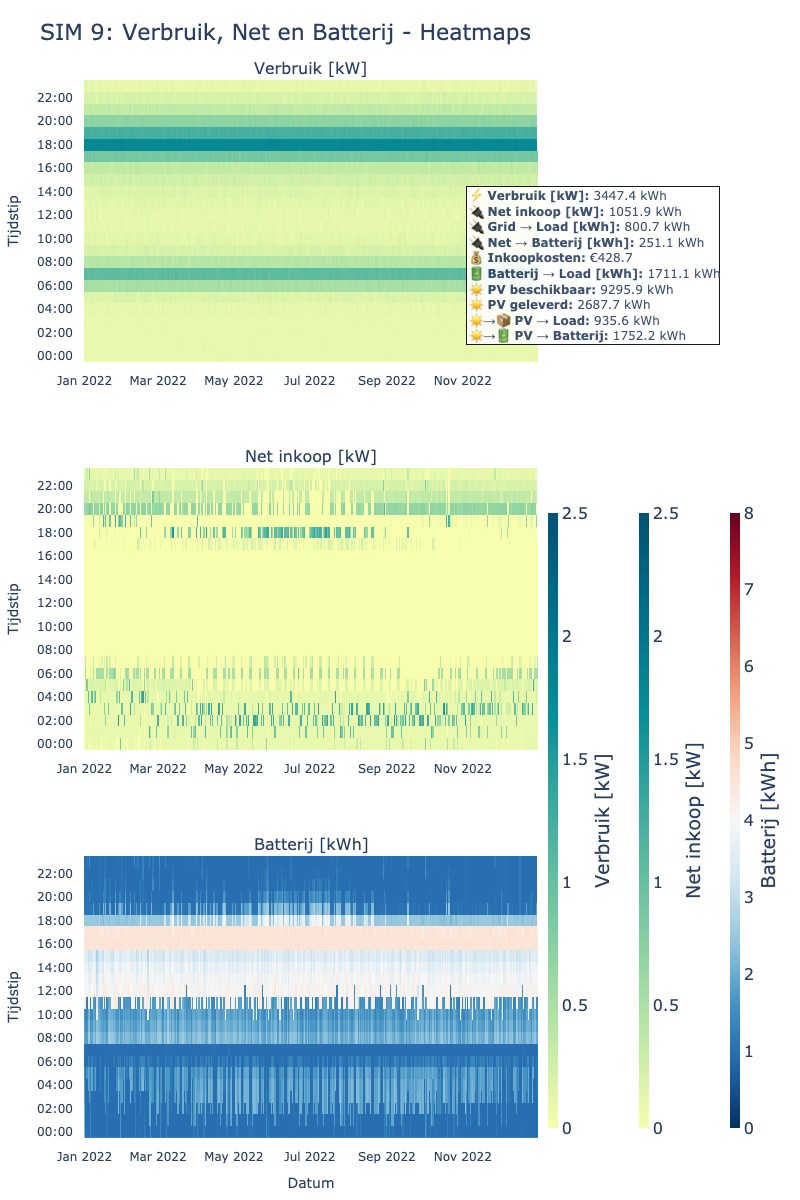 SIM 9: Verbruik, Net en Batterij - Heatmaps
Verbruik [kW]
22:00
20:00
18:00
16:00
14:00
12:00
10:00
08:00
06:00
04:00
02:00
00:00
Tijdstip
Jan 2022 Mar 2022 May 2022 Jul 2022 Sep 2022 Nov 2022
⚡ Verbruik [kW]: 3447.4 kWh
🔌 Net inkoop [kW]: 1051.9 kWh
🔌 Grid → Load [kWh]: 800.7 kWh
🔌 Net → Batterij [kWh]: 251.1 kWh
💰 Inkoopkosten: €428.7
🔋 Batterij → Load [kWh]: 1711.1 kWh
☀️ PV beschikbaar: 9295.9 kWh
☀️ PV geleverd: 2687.7 kWh
☀️→📦 PV → Load: 935.6 kWh
☀️→🔋 PV → Batterij: 1752.2 kWh
Net inkoop [kW]
22:00
20:00
18:00
16:00
14:00
12:00
10:00
08:00
06:00
04:00
02:00
00:00
Tijdstip
Jan 2022 Mar 2022 May 2022 Jul 2022 Sep 2022 Nov 2022
Batterij [kWh]
22:00
20:00
18:00
16:00
14:00
12:00
10:00
08:00
06:00
04:00
02:00
00:00
Tijdstip
Jan 2022 Mar 2022 May 2022 Jul 2022 Sep 2022 Nov 2022
Datum
2.5
2
1.5
1
0.5
0
Verbruik [kW]
2.5
2
1.5
1
0.5
0
Net inkoop [kW]
8
7
6
5
4
3
2
1
0
Batterij [kWh]